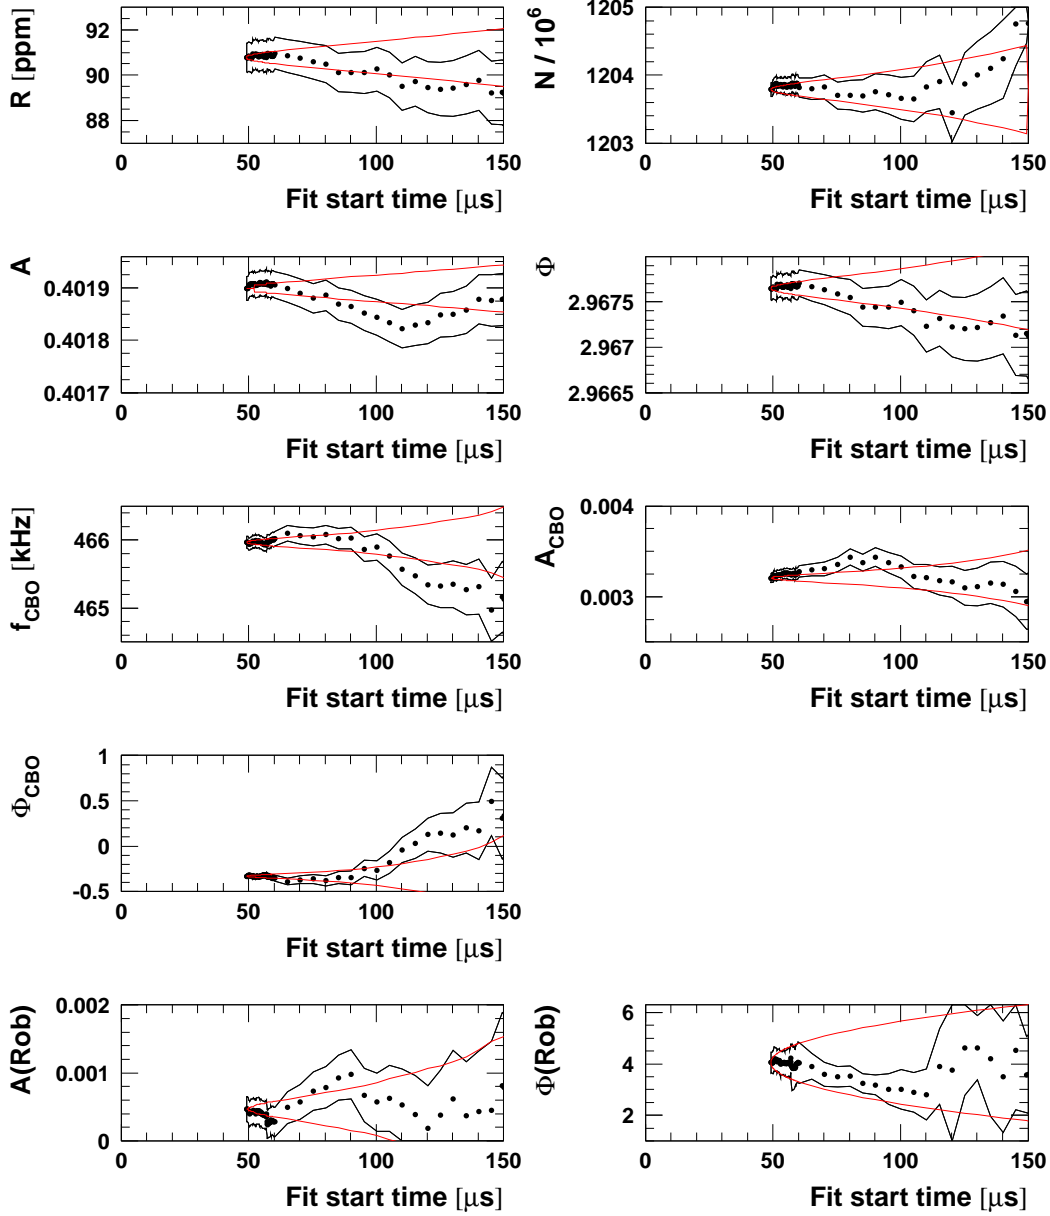 R [ppm]
92
90
88
0 50 100 150
Fit start time [μs]
N / 10^6
1205
1204
1203
0 50 100 150
Fit start time [μs]
A
0.4019
0.4018
0.4017
0 50 100 150
Fit start time [μs]
Φ
2.9675
2.967
2.9665
0 50 100 150
Fit start time [μs]
f_CBO [kHz]
466
465
0 50 100 150
Fit start time [μs]
A_CBO
0.004
0.003
0 50 100 150
Fit start time [μs]
Φ_CBO
1
0.5
0
-0.5
0 50 100 150
Fit start time [μs]
A(Rob)
0.002
0.001
0
0 50 100 150
Fit start time [μs]
Φ(Rob)
6
4
2
0 50 100 150
Fit start time [μs]